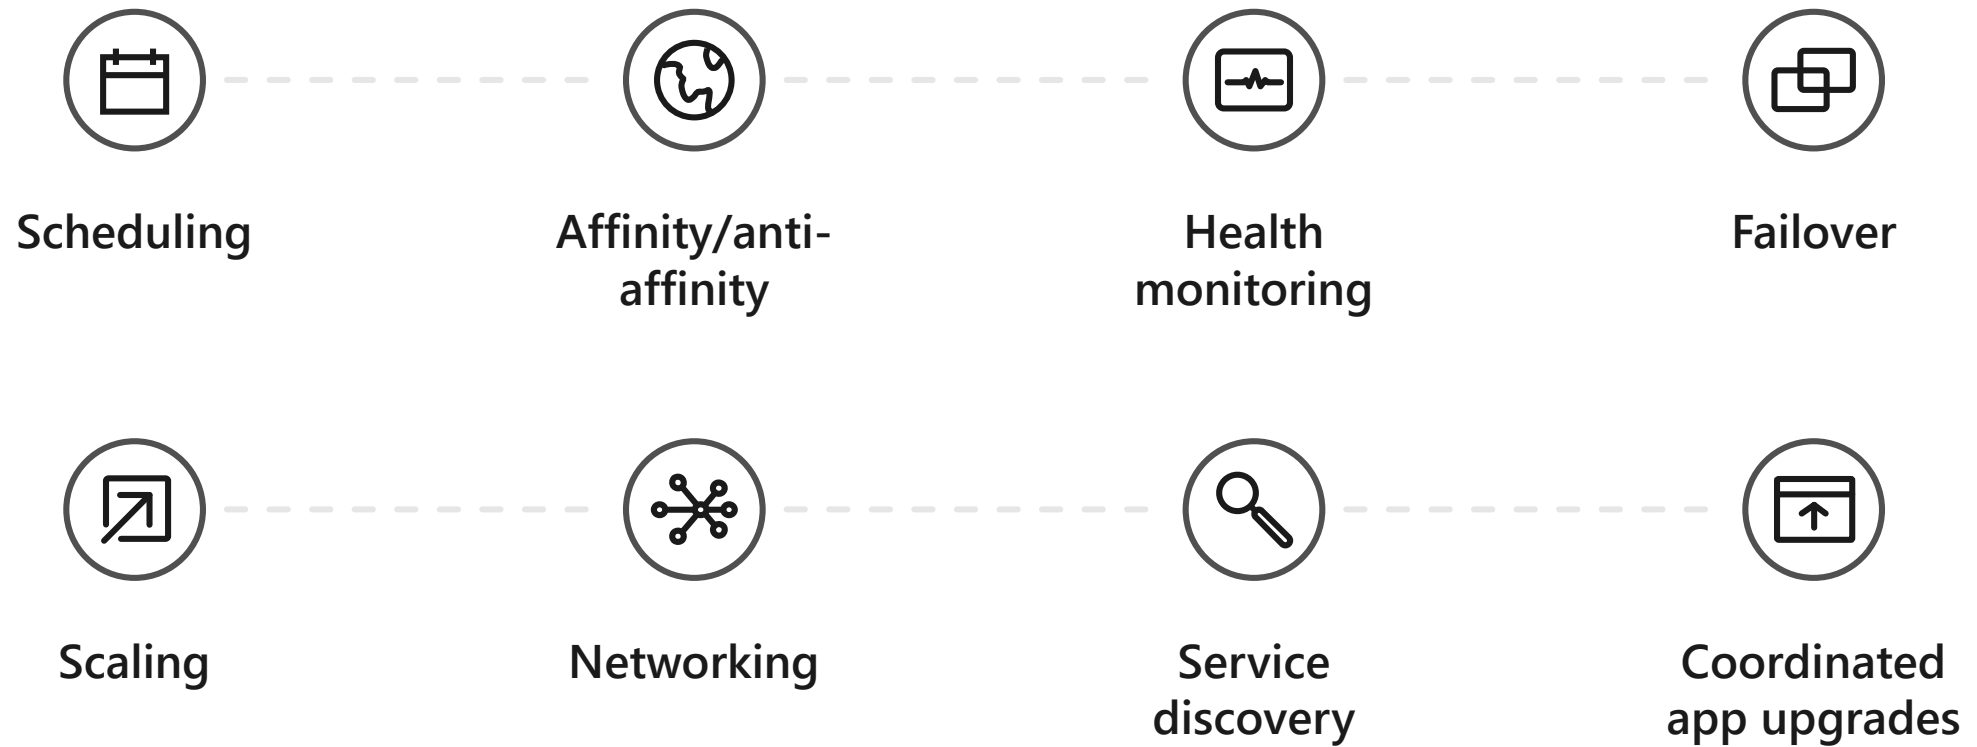 Scheduling
Affinity/anti-
affinity
Health
monitoring
Failover
Scaling
Networking
Service
discovery
Coordinated
app upgrades